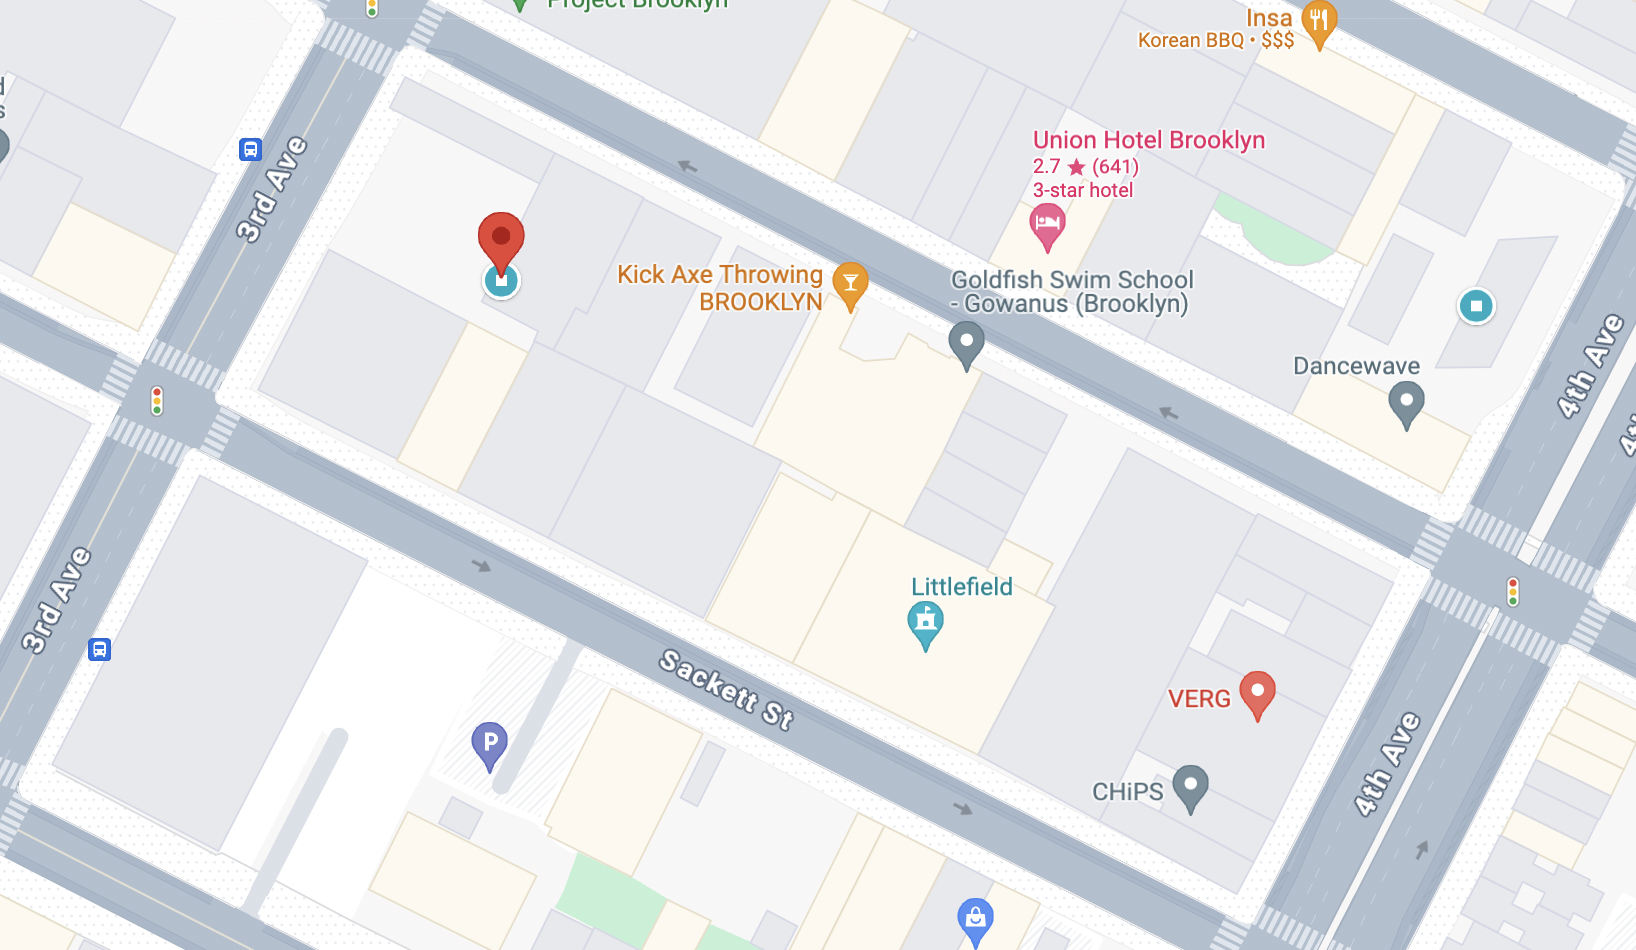 Project Brooklyn
Insa
Korean BBQ • $$$
d
s
3rd Ave
Union Hotel Brooklyn
2.7 ★ (641)
3-star hotel
Kick Axe Throwing
BROOKLYN
Goldfish Swim School
- Gowanus (Brooklyn)
Dancewave
4th Ave
4t
3rd Ave
Littlefield
Sackett St
VERG
P
CHiPS
4th Ave